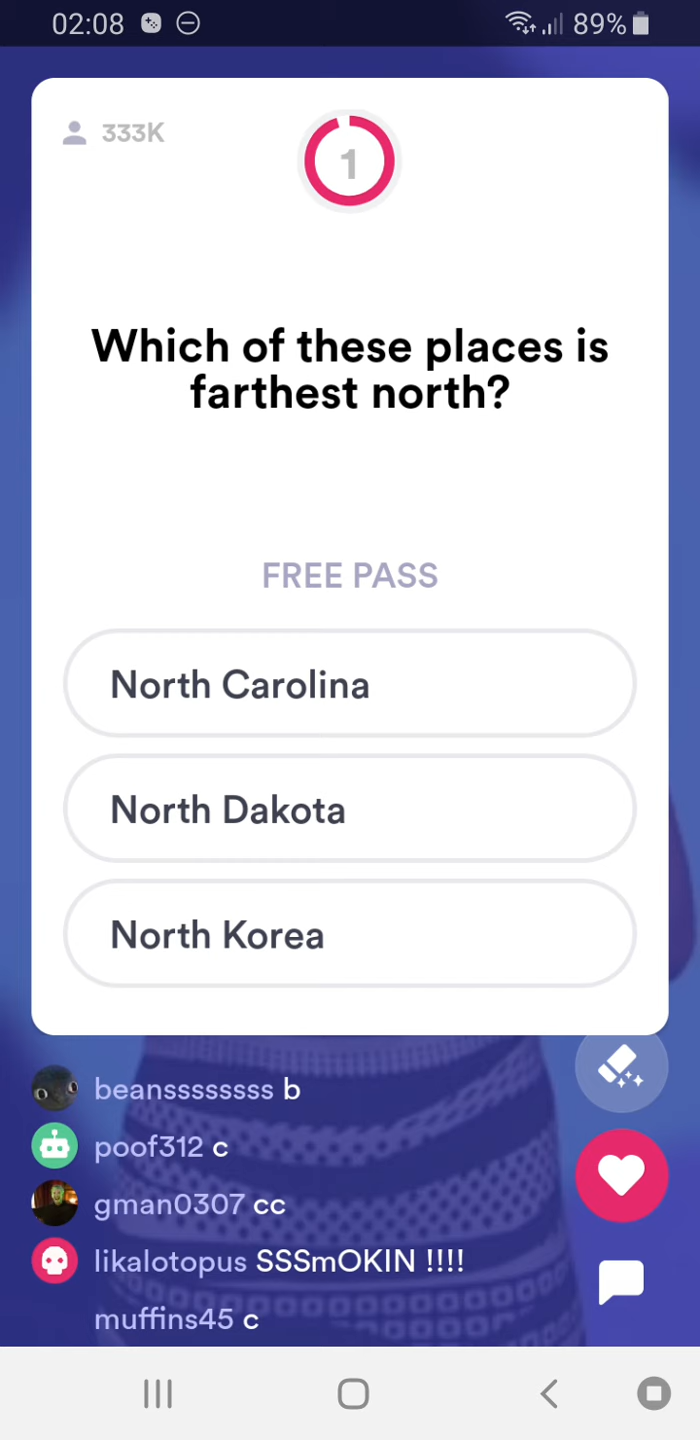 02:08 89%
333K
1
Which of these places is
farthest north?
FREE PASS
North Carolina
North Dakota
North Korea
beanssssssss b
poof312 c
gman0307 cc
likalotopus SSSmOKIN !!!!
muffins45 c